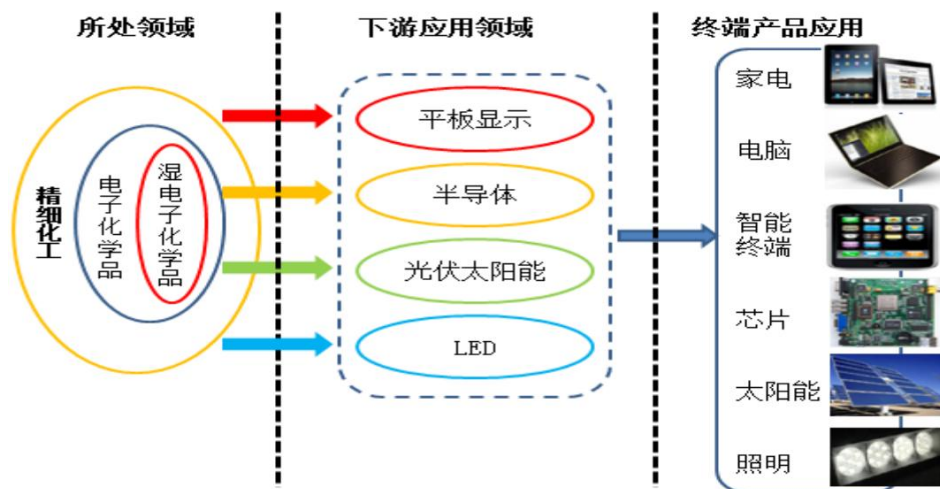 所处领域
下游应用领域
终端产品应用
精细化工
电子化学品
湿电子化学品
平板显示
半导体
光伏太阳能
LED
家电
电脑
智能
终端
芯片
太阳能
照明